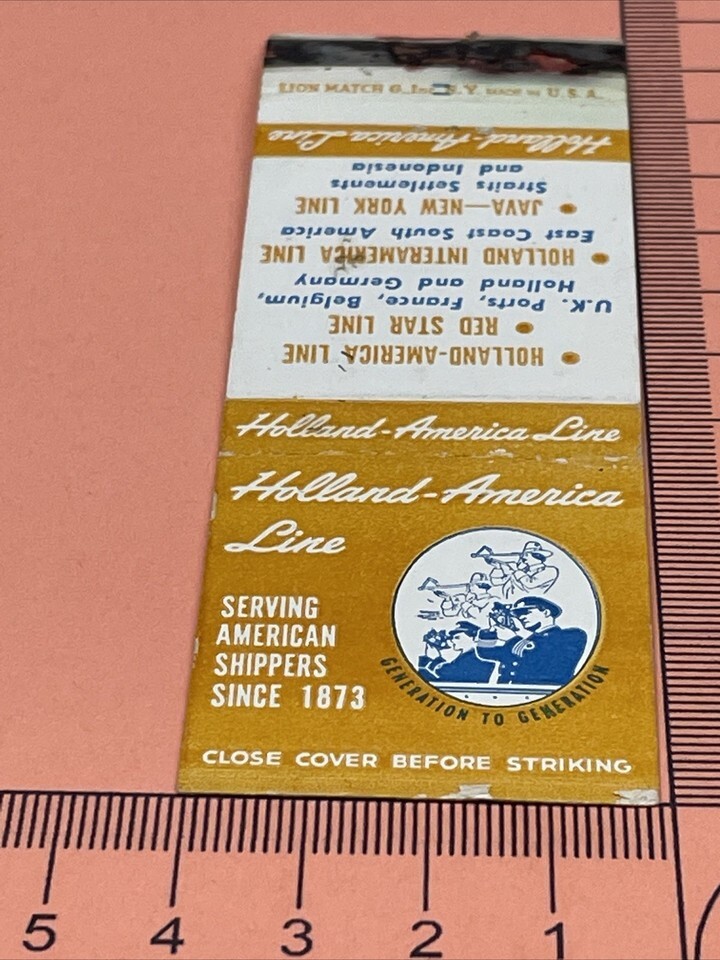 LION MATCH CO., Inc. N.Y. MADE IN U.S.A.
Holland-America Line
• HOLLAND-AMERICA LINE
• RED STAR LINE
U.K. Ports, France, Belgium,
Holland and Germany
• HOLLAND INTERAMERICA LINE
East Coast South America
• JAVA—NEW YORK LINE
Straits Settlements
and Indonesia
Holland-America Line
Holland-America
Line
SERVING
AMERICAN
SHIPPERS
SINCE 1873
GENERATION TO GENERATION
CLOSE COVER BEFORE STRIKING
5 4 3 2 1